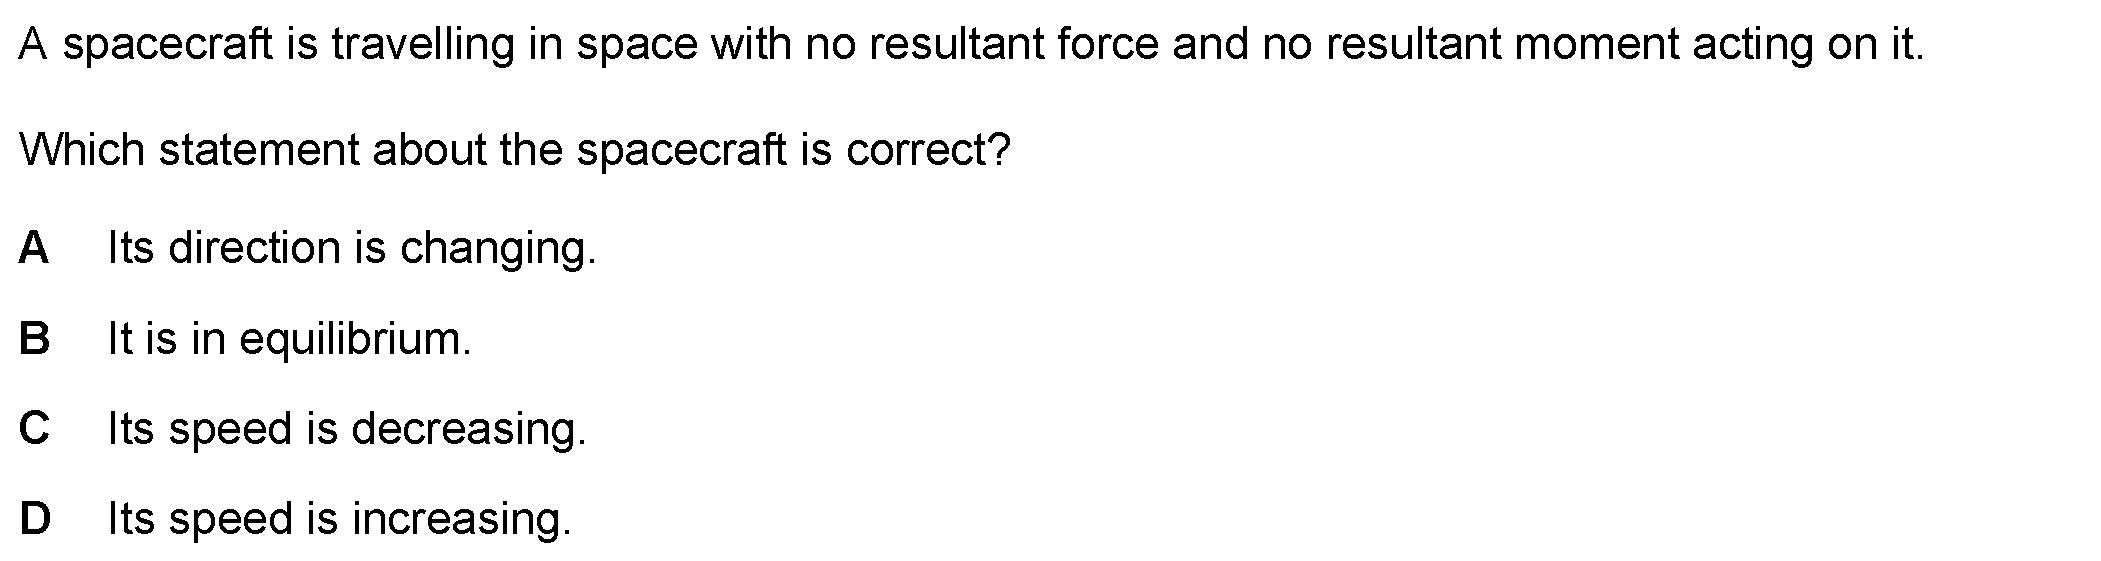 A spacecraft is travelling in space with no resultant force and no resultant moment acting on it.
Which statement about the spacecraft is correct?
A Its direction is changing.
B It is in equilibrium.
C Its speed is decreasing.
D Its speed is increasing.